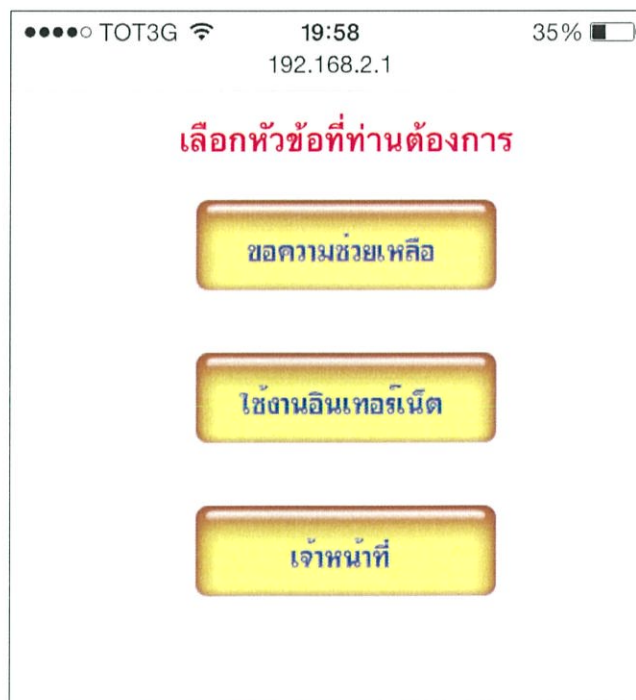 ●●●●○ TOT3G 19:58 35%
192.168.2.1
เลือกหัวข้อที่ท่านต้องการ
ขอความช่วยเหลือ
ใช้งานอินเทอร์เน็ต
เจ้าหน้าที่